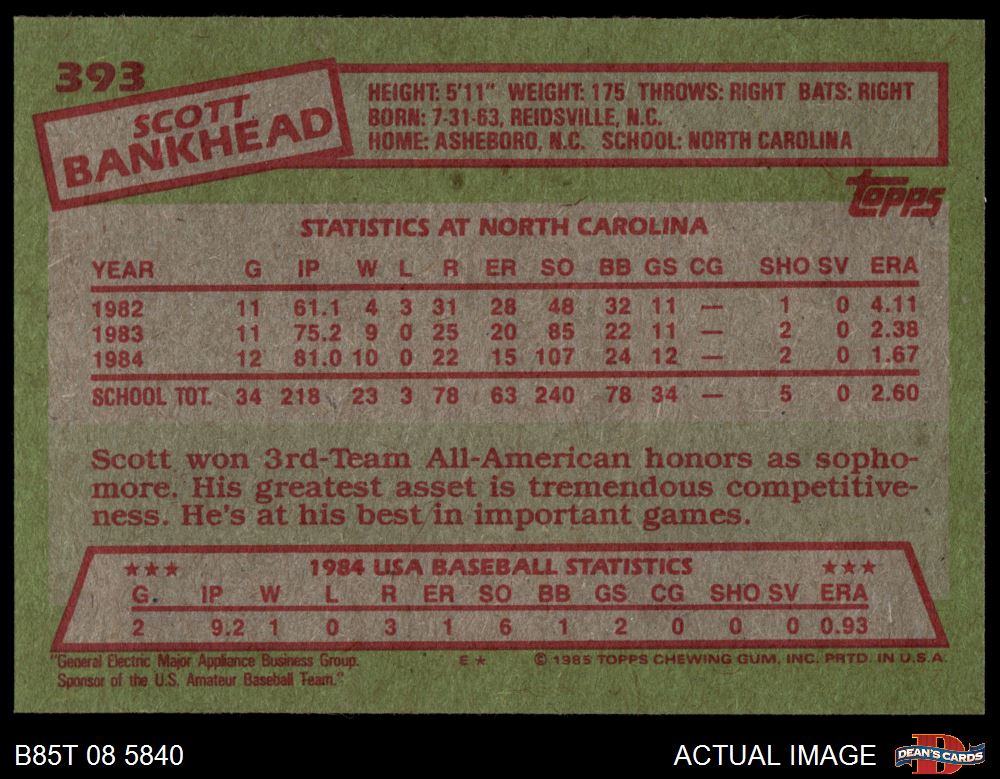 393
SCOTT
BANKHEAD
HEIGHT: 5'11" WEIGHT: 175 THROWS: RIGHT BATS: RIGHT
BORN: 7-31-63, REIDSVILLE, N.C.
HOME: ASHEBORO, N.C. SCHOOL: NORTH CAROLINA
topps
STATISTICS AT NORTH CAROLINA
YEAR G IP W L R ER SO BB GS CG SHO SV ERA
1982 11 61.1 4 3 31 28 48 32 11 — 1 0 4.11
1983 11 75.2 9 0 25 20 85 22 11 — 2 0 2.38
1984 12 81.0 10 0 22 15 107 24 12 — 2 0 1.67
SCHOOL TOT. 34 218 23 3 78 63 240 78 34 — 5 0 2.60
Scott won 3rd-Team All-American honors as sopho-
more. His greatest asset is tremendous competitive-
ness. He's at his best in important games.
★★★ 1984 USA BASEBALL STATISTICS ★★★
G. IP W L R ER SO BB GS CG SHO SV ERA
2 9.2 1 0 3 1 6 1 2 0 0 0 0.93
"General Electric Major Appliance Business Group. E★ © 1985 TOPPS CHEWING GUM, INC. PRTD. IN U.S.A.
Sponsor of the U.S. Amateur Baseball Team."
B85T 08 5840 ACTUAL IMAGE DEAN'S CARDS